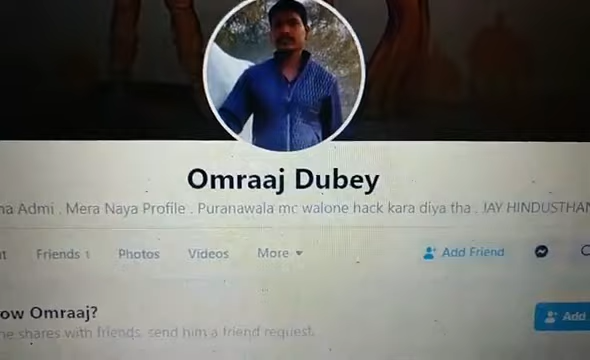 Omraaj Dubey
Admi . Mera Naya Profile . Puranawala mc walone hack kara diya tha . JAY HINDUSTHAN
Friends 1 Photos Videos More Add Friend
Omraaj?
shares with friends, send him a friend request.
Add